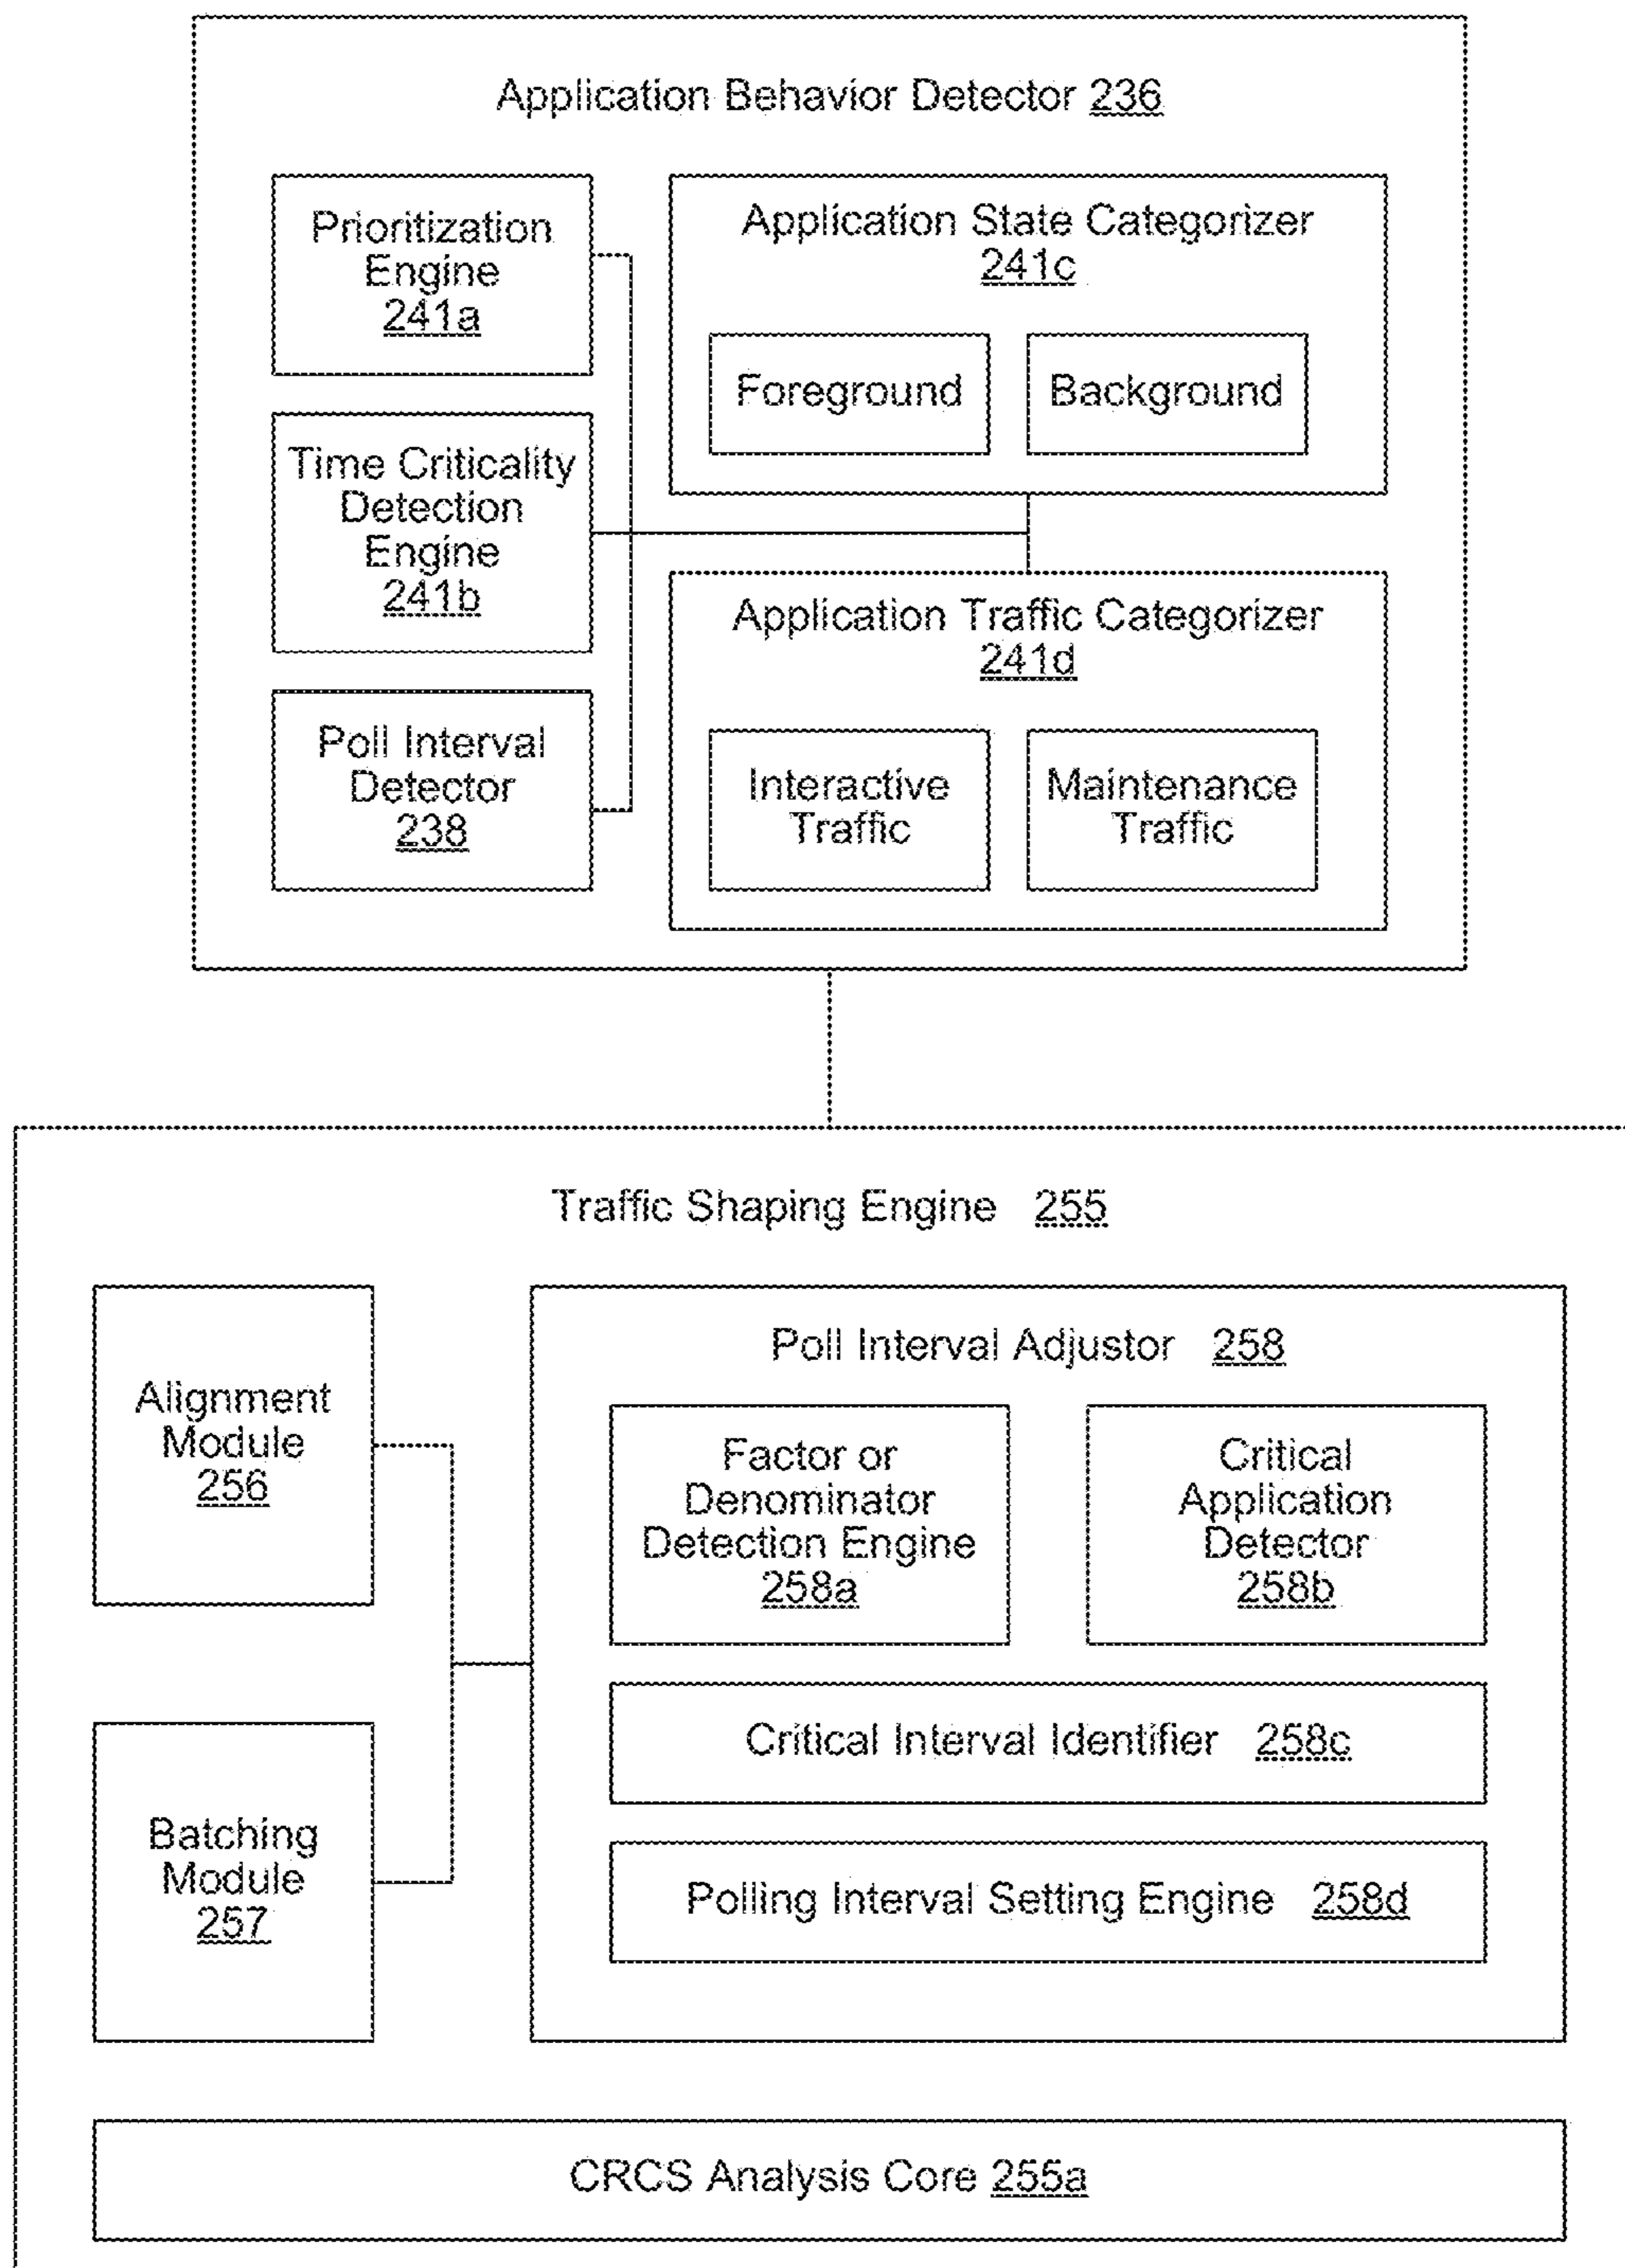 Application Behavior Detector 236
Prioritization
Engine
241a
Time Criticality
Detection
Engine
241b
Poll Interval
Detector
238
Application State Categorizer
241c
Foreground
Background
Application Traffic Categorizer
241d
Interactive
Traffic
Maintenance
Traffic
Traffic Shaping Engine 255
Alignment
Module
256
Batching
Module
257
Poll Interval Adjustor 258
Factor or
Denominator
Detection Engine
258a
Critical
Application
Detector
258b
Critical Interval Identifier 258c
Polling Interval Setting Engine 258d
CRCS Analysis Core 255a